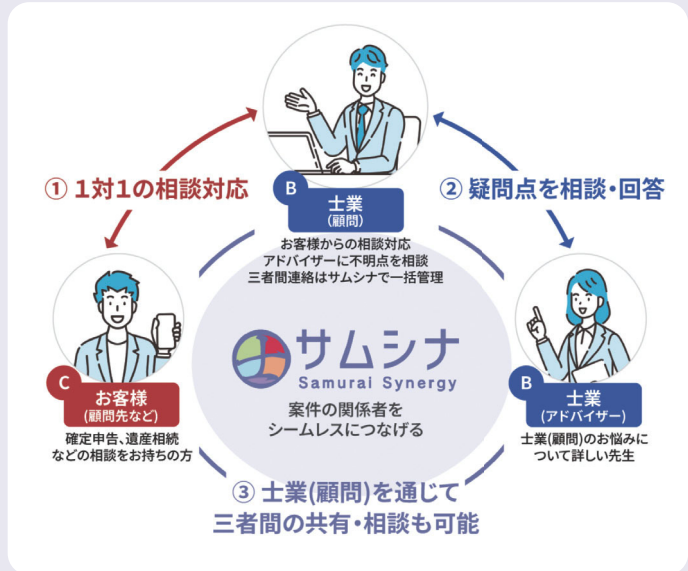 ① 1対1の相談対応
② 疑問点を相談・回答
B
士業
(顧問)
お客様からの相談対応
アドバイザーに不明点を相談
三者間連絡はサムシナで一括管理
C
お客様
(顧問先など)
確定申告、遺産相続
などの相談をお持ちの方
サムシナ
Samurai Synergy
案件の関係者を
シームレスにつなげる
B
士業
(アドバイザー)
士業(顧問)のお悩みに
ついて詳しい先生
③ 士業(顧問)を通じて
三者間の共有・相談も可能